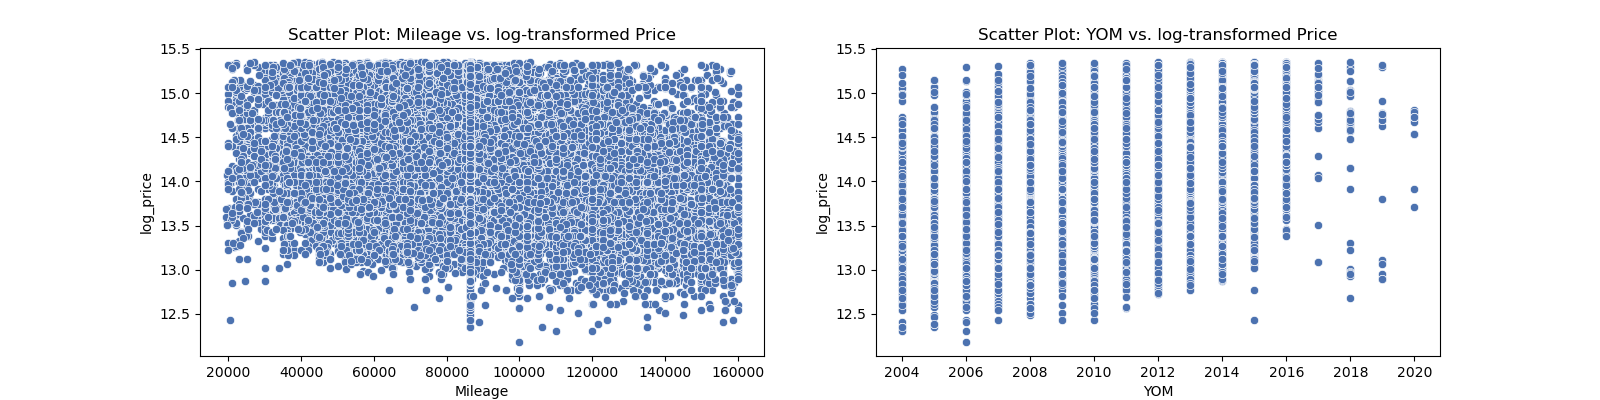 Scatter Plot: Mileage vs. log-transformed Price
15.5
15.0
14.5
14.0
13.5
13.0
12.5
log_price
20000 40000 60000 80000 100000 120000 140000 160000
Mileage
Scatter Plot: YOM vs. log-transformed Price
15.5
15.0
14.5
14.0
13.5
13.0
12.5
log_price
2004 2006 2008 2010 2012 2014 2016 2018 2020
YOM